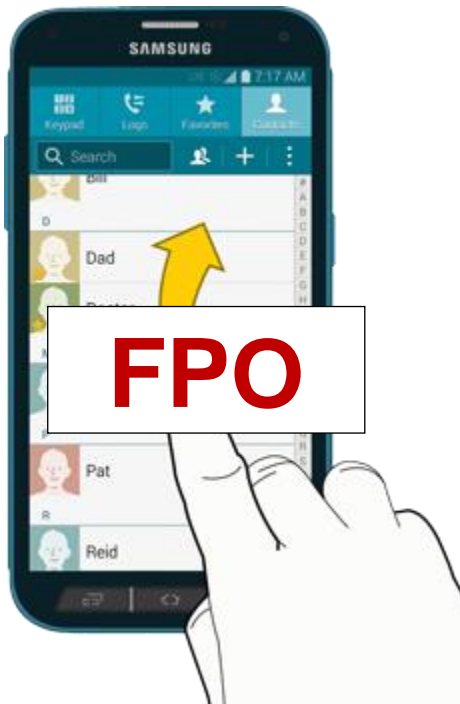 SAMSUNG
7:17 AM
Keypad Logs Favorites Contacts
Search
Bill
#
A
B
C
D
E
F
G
H
D
Dad
FPO
R
S
Pat
R
Reid